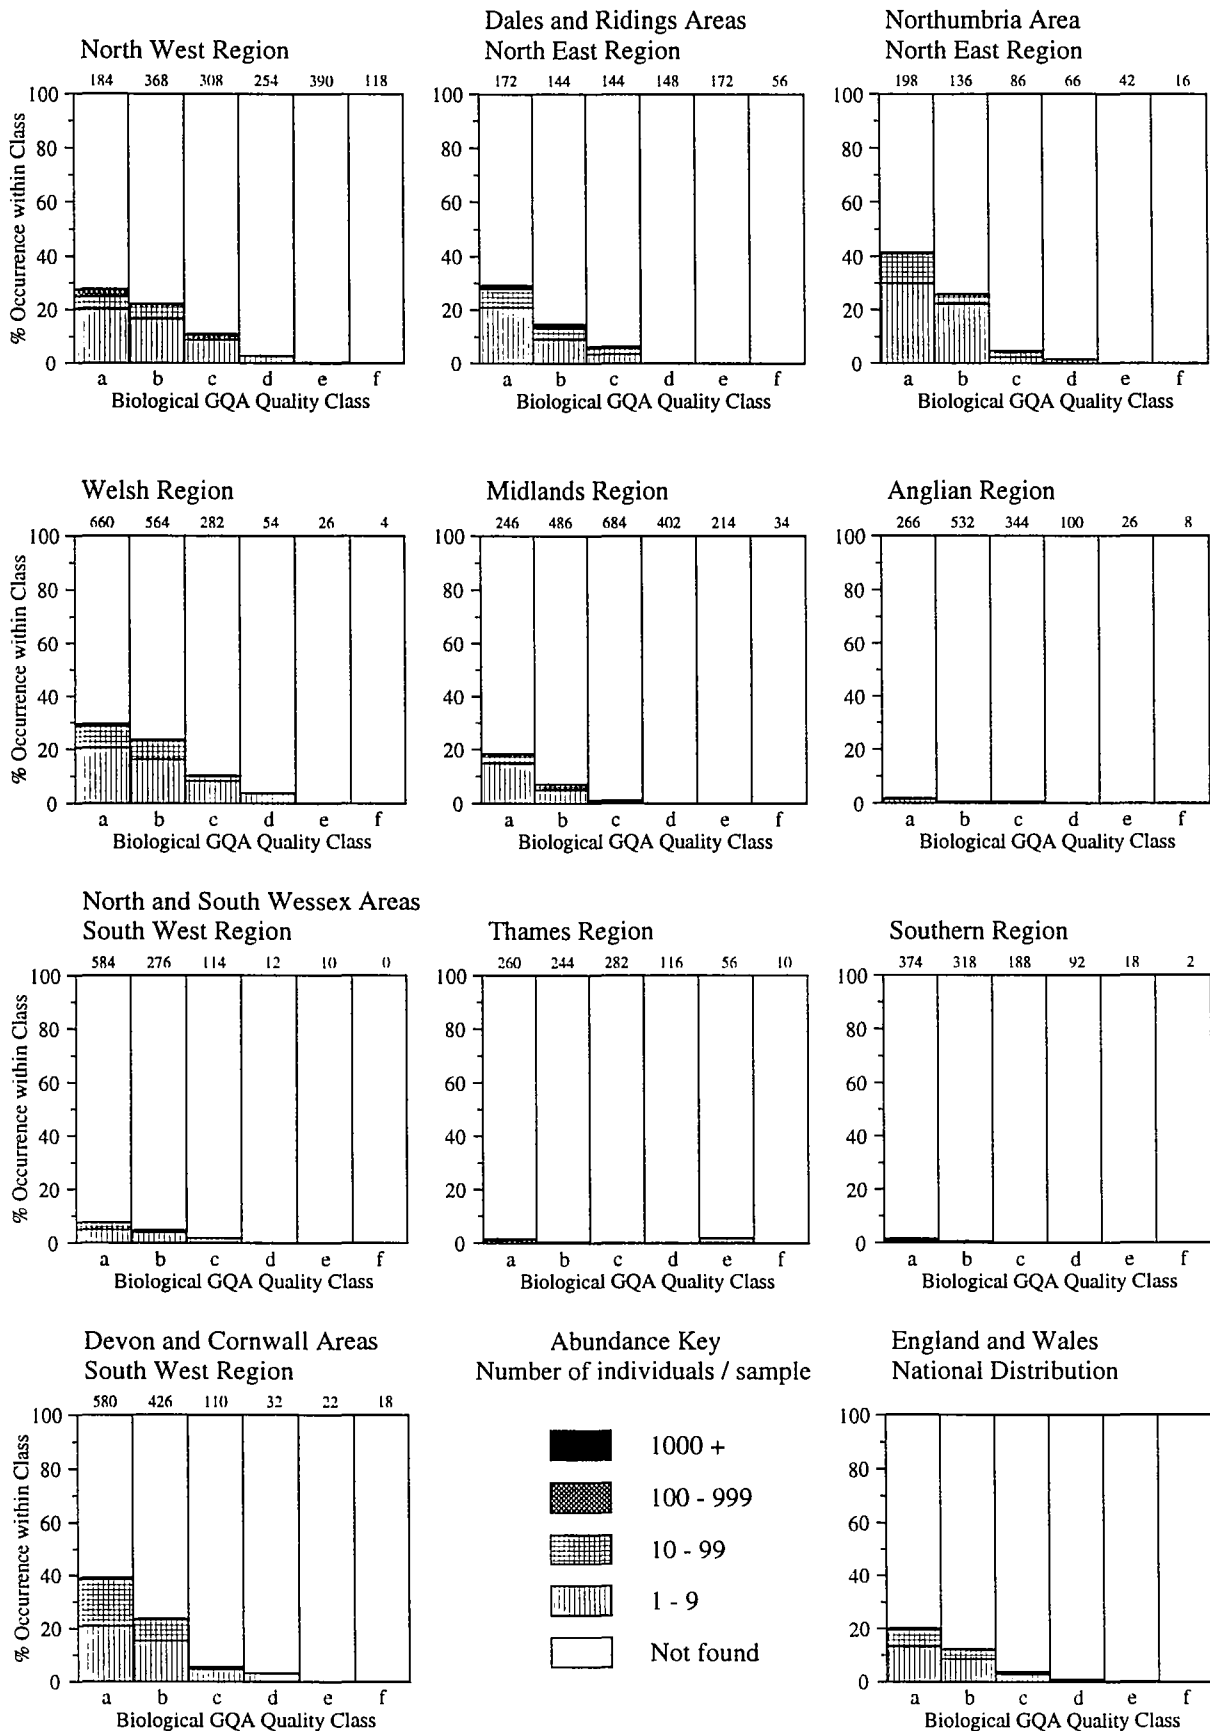 North West Region
184 368 308 254 390 118
100
80
60
40
20
0
% Occurrence within Class
a b c d e f
Biological GQA Quality Class
Dales and Ridings Areas
North East Region
172 144 144 148 172 56
100
80
60
40
20
0
a b c d e f
Biological GQA Quality Class
Northumbria Area
North East Region
198 136 86 66 42 16
100
80
60
40
20
0
a b c d e f
Biological GQA Quality Class
Welsh Region
660 564 282 54 26 4
100
80
60
40
20
0
% Occurrence within Class
a b c d e f
Biological GQA Quality Class
Midlands Region
246 486 684 402 214 34
100
80
60
40
20
0
a b c d e f
Biological GQA Quality Class
Anglian Region
266 532 344 100 26 8
100
80
60
40
20
0
a b c d e f
Biological GQA Quality Class
North and South Wessex Areas
South West Region
584 276 114 12 10 0
100
80
60
40
20
0
% Occurrence within Class
a b c d e f
Biological GQA Quality Class
Thames Region
260 244 282 116 56 10
100
80
60
40
20
0
a b c d e f
Biological GQA Quality Class
Southern Region
374 318 188 92 18 2
100
80
60
40
20
0
a b c d e f
Biological GQA Quality Class
Devon and Cornwall Areas
South West Region
580 426 110 32 22 18
100
80
60
40
20
0
% Occurrence within Class
a b c d e f
Biological GQA Quality Class
Abundance Key
Number of individuals / sample
1000 +
100 - 999
10 - 99
1 - 9
Not found
England and Wales
National Distribution
100
80
60
40
20
0
a b c d e f
Biological GQA Quality Class